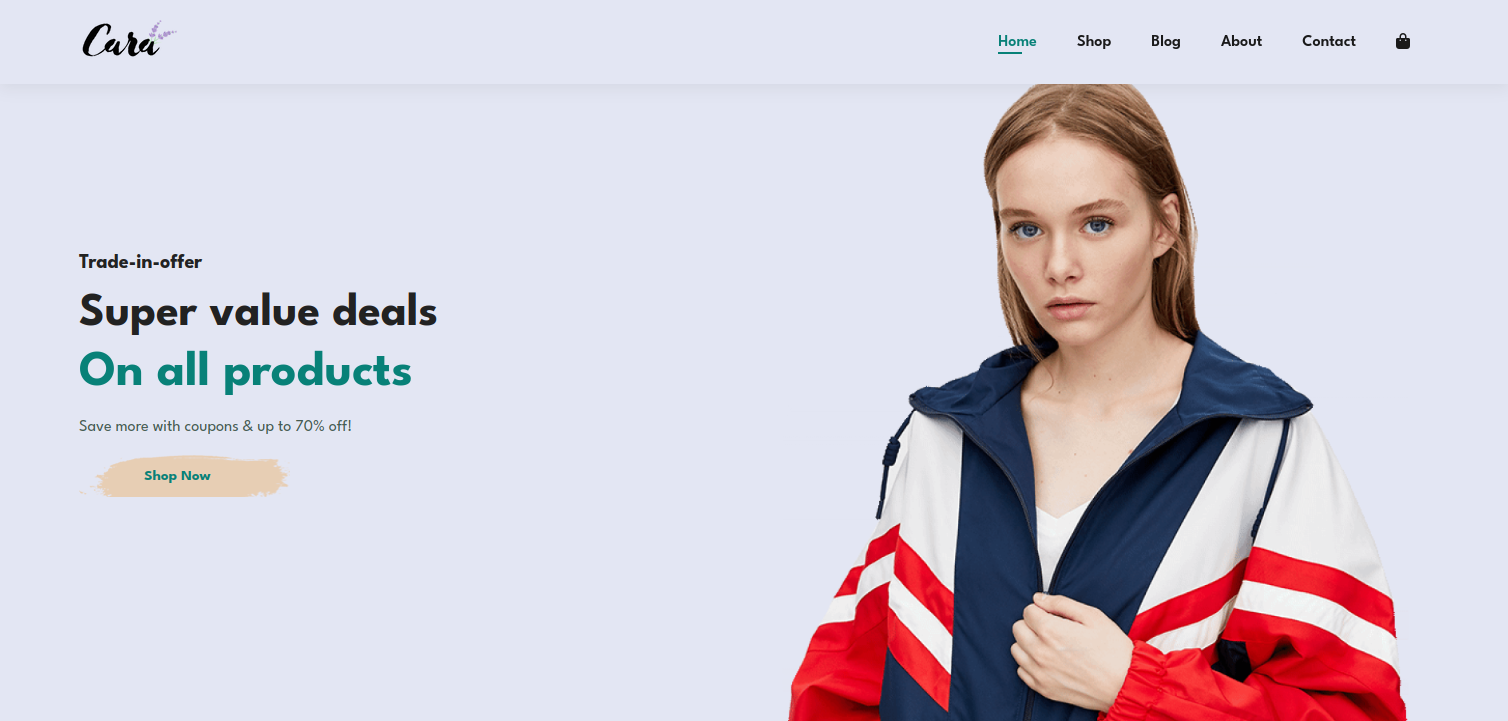 Cara
Home Shop Blog About Contact
Trade-in-offer
Super value deals
On all products
Save more with coupons & up to 70% off!
Shop Now